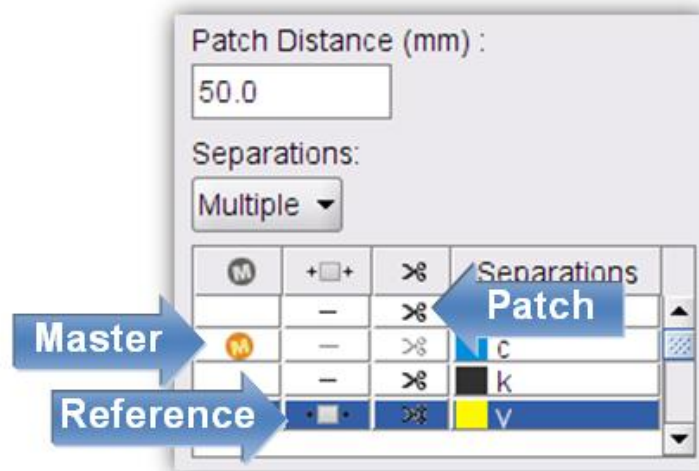 Patch Distance (mm) :
50.0
Separations:
Multiple
M Separations
Patch
Master M c
k
Reference y